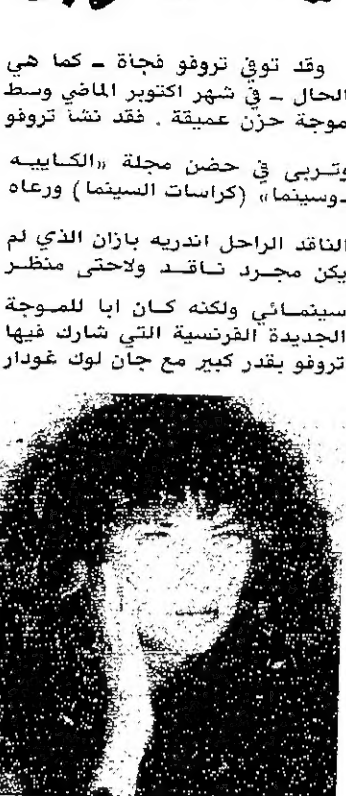 وقد توفي تروفو فجاة ـ كما هي
الحال ـ في شهر اكتوبر الماضي وسط
موجة حزن عميقة . فقد نشا تروفو
وتربى في حضن مجلة «الكاييه
دوسينما» (كراسات السينما) ورعاه
الناقد الراحل اندريه بازان الذي لم
يكن مجرد ناقد ولاحتى منظر
سينمائي ولكنه كان ابا للموجة
الجديدة الفرنسية التي شارك فيها
تروفو بقدر كبير مع جان لوك غودار